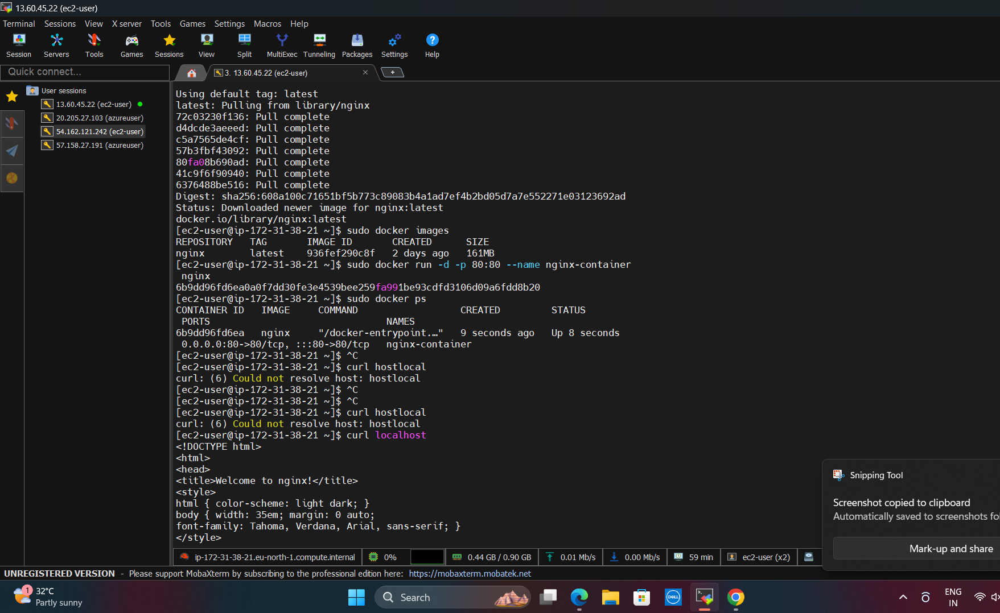 13.60.45.22 (ec2-user)
Terminal Sessions View X server Tools Games Settings Macros Help
Session Servers Tools Games Sessions View Split MultiExec Tunneling Packages Settings Help
Quick connect...
3. 13.60.45.22 (ec2-user)
User sessions
13.60.45.22 (ec2-user)
20.205.27.103 (azureuser)
54.162.121.242 (ec2-user)
57.158.27.191 (azureuser)
Using default tag: latest
latest: Pulling from library/nginx
72c03230f136: Pull complete
d4dcde3aeeed: Pull complete
c5a7565de4cf: Pull complete
57b3fbf43092: Pull complete
80fa08b690ad: Pull complete
41c9f6f90940: Pull complete
6376488be516: Pull complete
Digest: sha256:608a100c71651bf5b773c89083b4a1ad7ef4b2bd05d7a7e552271e03123692ad
Status: Downloaded newer image for nginx:latest
docker.io/library/nginx:latest
[ec2-user@ip-172-31-38-21 ~]$ sudo docker images
REPOSITORY TAG IMAGE ID CREATED SIZE
nginx latest 936fef290c8f 2 days ago 161MB
[ec2-user@ip-172-31-38-21 ~]$ sudo docker run -d -p 80:80 --name nginx-container
nginx
6b9dd96fd6ea0a0f7dd30fe3e4539bee259fa991be93cdfd3106d09a6fdd8b20
[ec2-user@ip-172-31-38-21 ~]$ sudo docker ps
CONTAINER ID IMAGE COMMAND CREATED STATUS
PORTS NAMES
6b9dd96fd6ea nginx "/docker-entrypoint.…" 9 seconds ago Up 8 seconds
0.0.0.0:80->80/tcp, :::80->80/tcp nginx-container
[ec2-user@ip-172-31-38-21 ~]$ ^C
[ec2-user@ip-172-31-38-21 ~]$ curl hostlocal
curl: (6) Could not resolve host: hostlocal
[ec2-user@ip-172-31-38-21 ~]$ ^C
[ec2-user@ip-172-31-38-21 ~]$ ^C
[ec2-user@ip-172-31-38-21 ~]$ curl hostlocal
curl: (6) Could not resolve host: hostlocal
[ec2-user@ip-172-31-38-21 ~]$ curl localhost
<!DOCTYPE html>
<html>
<head>
<title>Welcome to nginx!</title>
<style>
html { color-scheme: light dark; }
body { width: 35em; margin: 0 auto;
font-family: Tahoma, Verdana, Arial, sans-serif; }
</style>
Snipping Tool
Screenshot copied to clipboard
Automatically saved to screenshots fol
Mark-up and share
ip-172-31-38-21.eu-north-1.compute.internal 0% 0.44 GB / 0.90 GB 0.01 Mb/s 0.00 Mb/s 59 min ec2-user (x2)
UNREGISTERED VERSION - Please support MobaXterm by subscribing to the professional edition here: https://mobaxterm.mobatek.net
1
32°C
Partly sunny
Search
DELL
ENG
IN